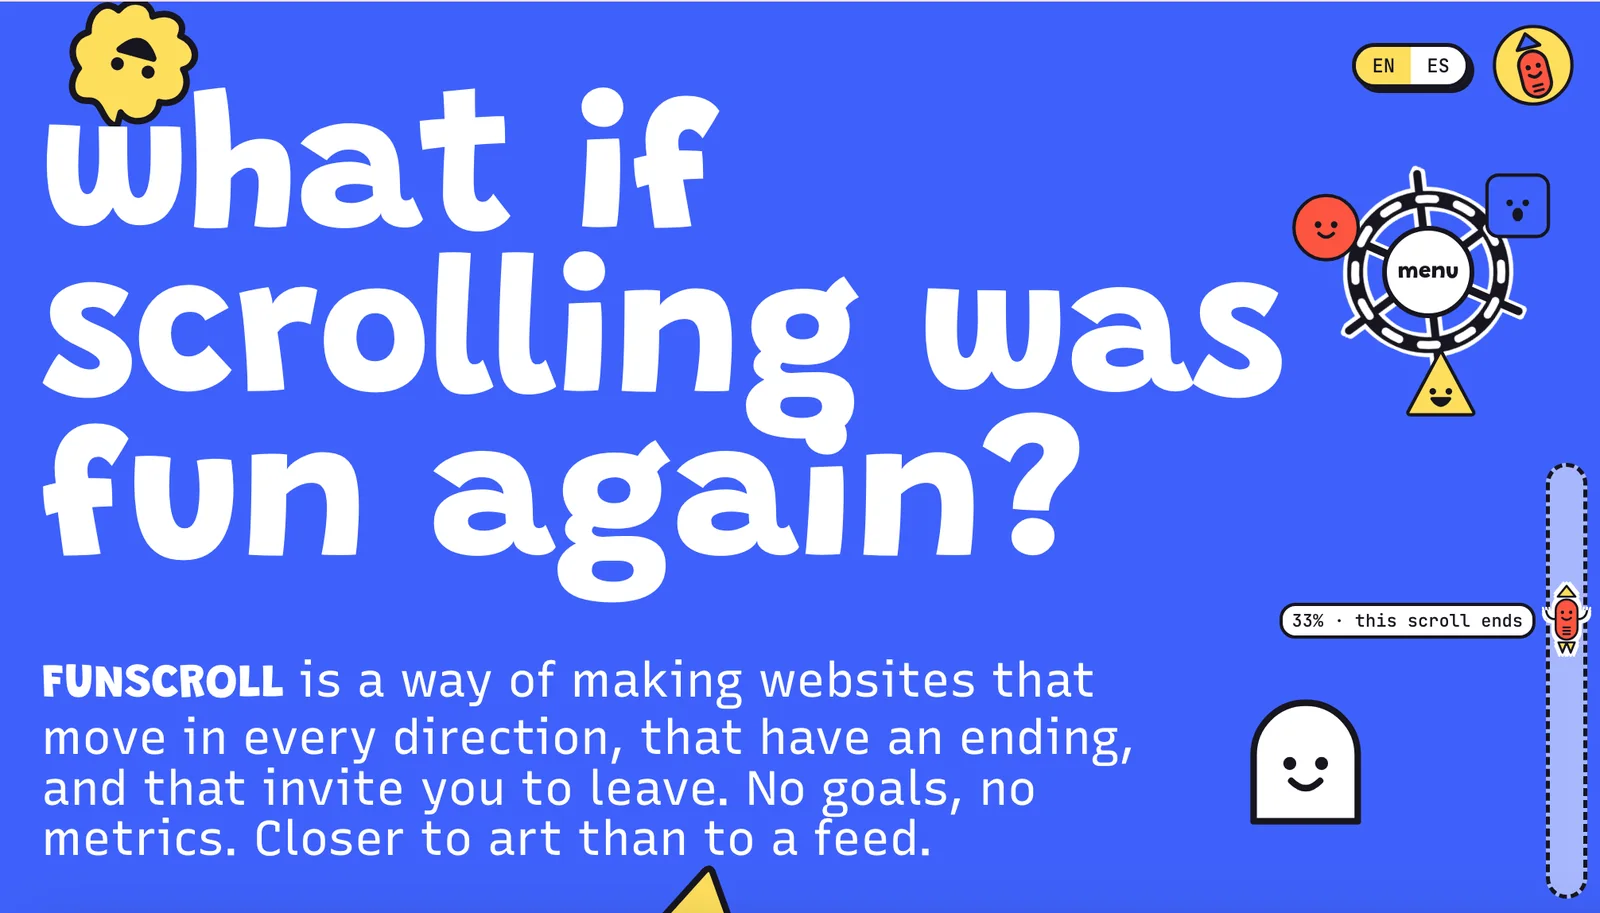 EN ES
what if
scrolling was
fun again?
menu
33% · this scroll ends
FUNSCROLL is a way of making websites that
move in every direction, that have an ending,
and that invite you to leave. No goals, no
metrics. Closer to art than to a feed.